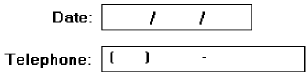 Date: / /
Telephone: ( ) -